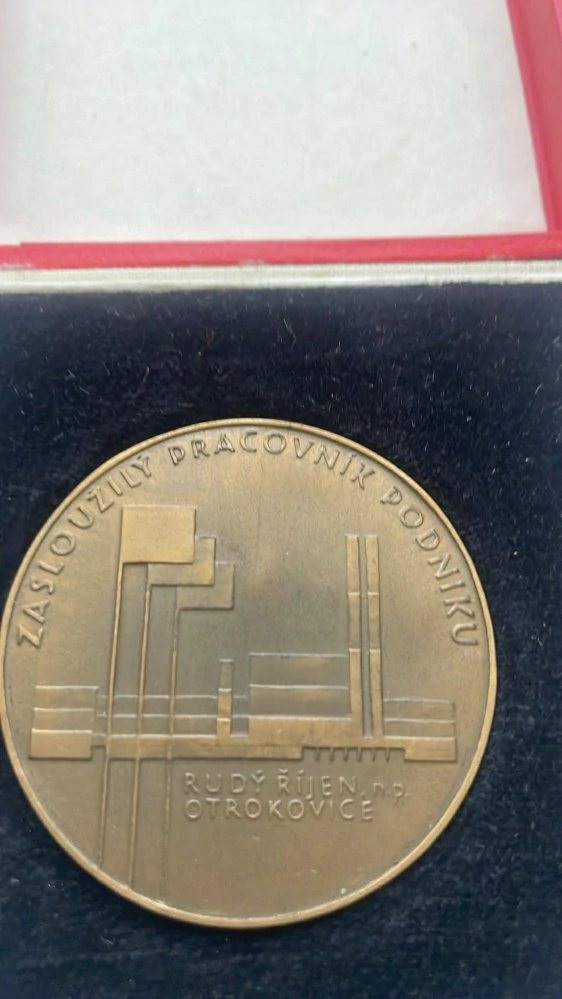 ZASLOUŽILÝ PRACOVNÍK PODNIKU
RUDÝ ŘÍJEN, n.p.
OTROKOVICE